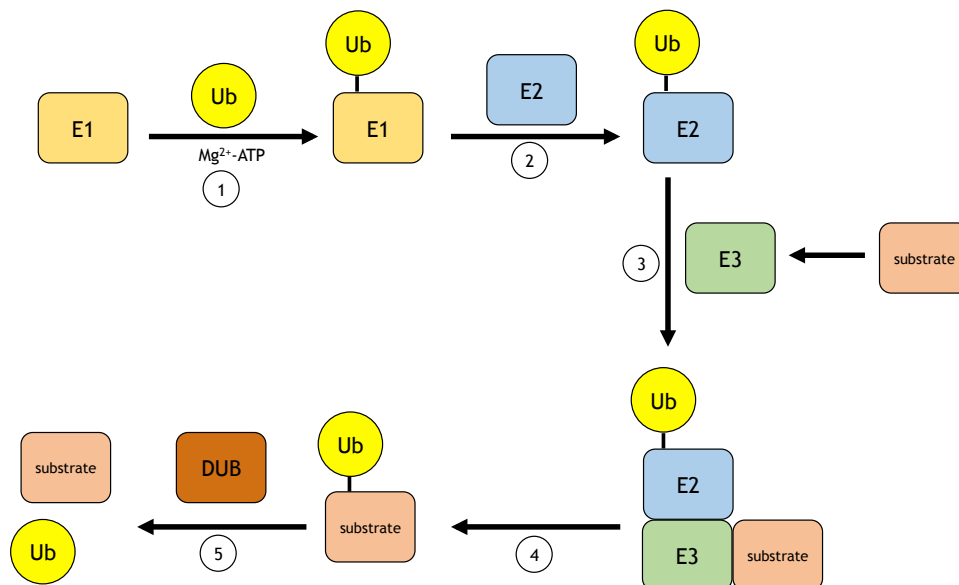 Ub
Ub
E1
Mg²⁺-ATP
1
E1
E2
2
Ub
E2
3
E3
substrate
Ub
E2
E3
substrate
4
Ub
substrate
DUB
5
substrate
Ub